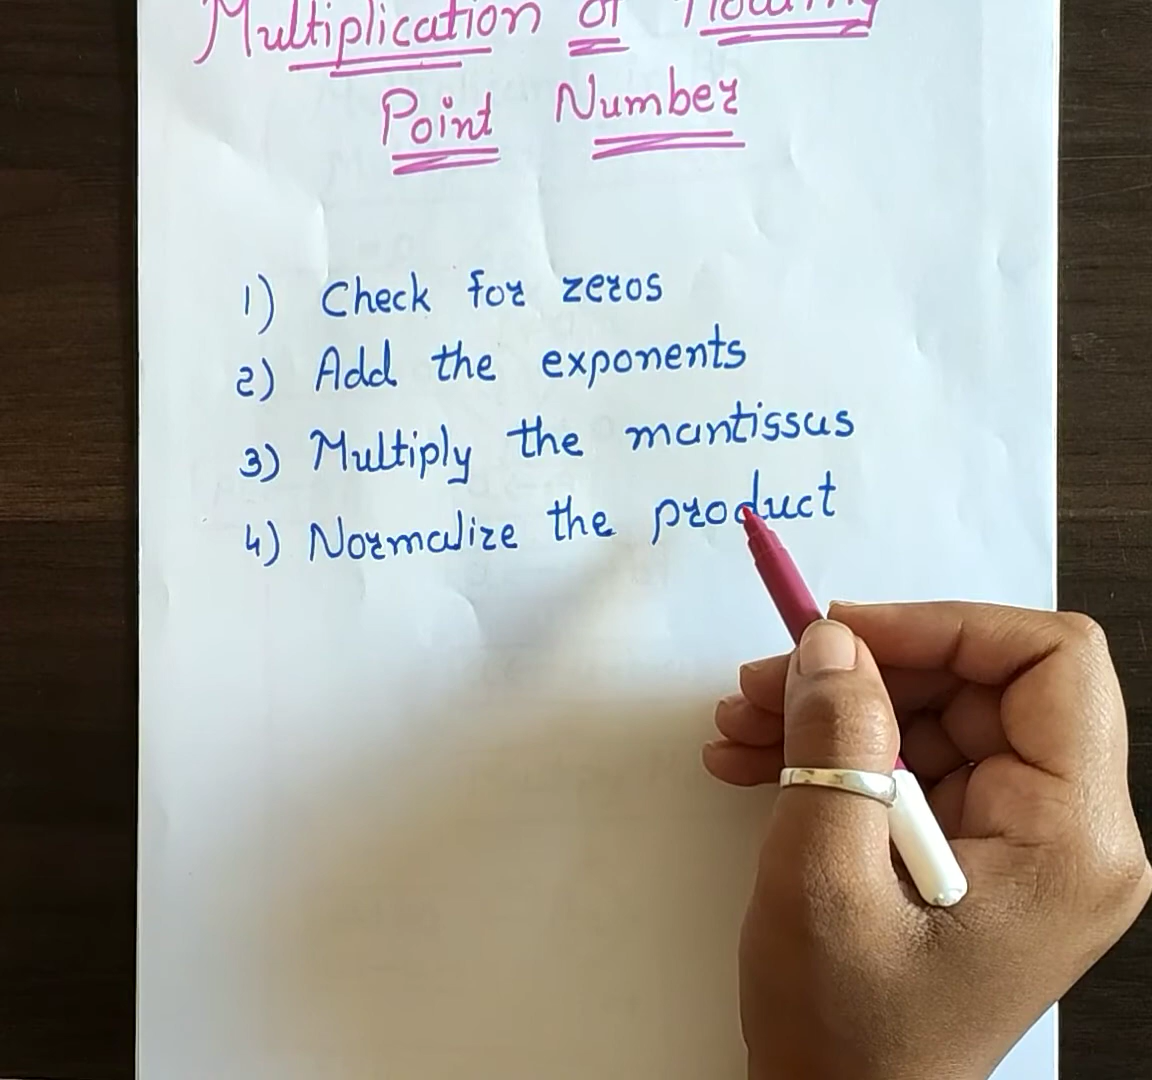 Multiplication of Floating
Point Number
1) Check for zeros
2) Add the exponents
3) Multiply the mantissas
4) Normalize the product